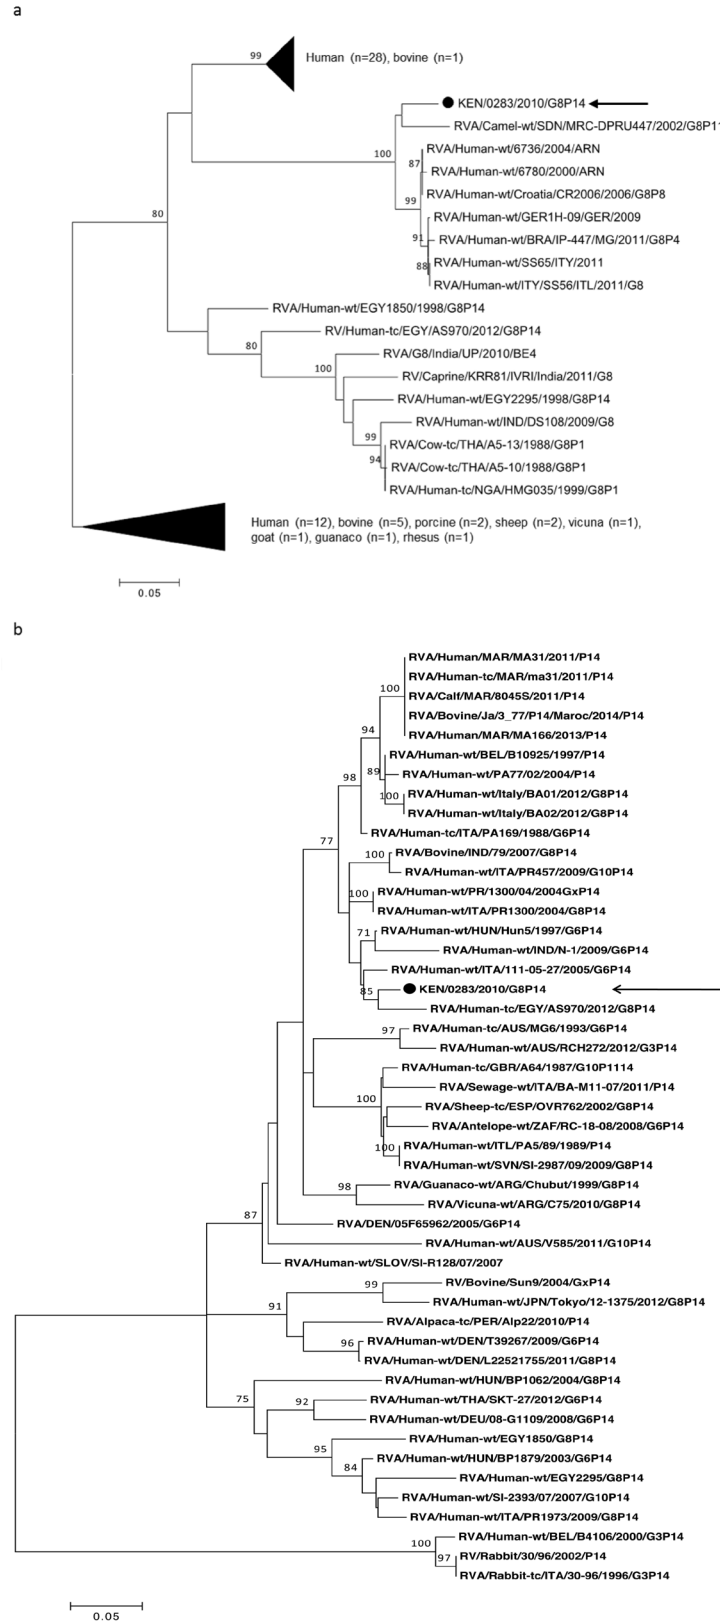 a
99
Human (n=28), bovine (n=1)
KEN/0283/2010/G8P14
RVA/Camel-wt/SDN/MRC-DPRU447/2002/G8P11
100
RVA/Human-wt/6736/2004/ARN
87
RVA/Human-wt/6780/2000/ARN
RVA/Human-wt/Croatia/CR2006/2006/G8P8
99
RVA/Human-wt/GER1H-09/GER/2009
80
91
RVA/Human-wt/BRA/IP-447/MG/2011/G8P4
RVA/Human-wt/SS65/ITY/2011
88
RVA/Human-wt/ITY/SS56/ITL/2011/G8
RVA/Human-wt/EGY1850/1998/G8P14
RV/Human-tc/EGY/AS970/2012/G8P14
80
RVA/G8/India/UP/2010/BE4
100
RV/Caprine/KRR81/IVRI/India/2011/G8
RVA/Human-wt/EGY2295/1998/G8P14
RVA/Human-wt/IND/DS108/2009/G8
99
RVA/Cow-tc/THA/A5-13/1988/G8P1
94
RVA/Cow-tc/THA/A5-10/1988/G8P1
RVA/Human-tc/NGA/HMG035/1999/G8P1
Human (n=12), bovine (n=5), porcine (n=2), sheep (n=2), vicuna (n=1),
goat (n=1), guanaco (n=1), rhesus (n=1)
0.05
b
RVA/Human/MAR/MA31/2011/P14
RVA/Human-tc/MAR/ma31/2011/P14
100
RVA/Calf/MAR/8045S/2011/P14
RVA/Bovine/Ja/3_77/P14/Maroc/2014/P14
94
RVA/Human/MAR/MA166/2013/P14
RVA/Human-wt/BEL/B10925/1997/P14
98
89
RVA/Human-wt/PA77/02/2004/P14
100
RVA/Human-wt/Italy/BA01/2012/G8P14
RVA/Human-wt/Italy/BA02/2012/G8P14
RVA/Human-tc/ITA/PA169/1988/G6P14
77
100
RVA/Bovine/IND/79/2007/G8P14
RVA/Human-wt/ITA/PR457/2009/G10P14
100
RVA/Human-wt/PR/1300/04/2004GxP14
RVA/Human-wt/ITA/PR1300/2004/G8P14
71
RVA/Human-wt/HUN/Hun5/1997/G6P14
RVA/Human-wt/IND/N-1/2009/G6P14
RVA/Human-wt/ITA/111-05-27/2005/G6P14
85
KEN/0283/2010/G8P14
RVA/Human-tc/EGY/AS970/2012/G8P14
97
RVA/Human-tc/AUS/MG6/1993/G6P14
RVA/Human-wt/AUS/RCH272/2012/G3P14
RVA/Human-tc/GBR/A64/1987/G10P1114
RVA/Sewage-wt/ITA/BA-M11-07/2011/P14
100
RVA/Sheep-tc/ESP/OVR762/2002/G8P14
RVA/Antelope-wt/ZAF/RC-18-08/2008/G6P14
100
RVA/Human-wt/ITL/PA5/89/1989/P14
RVA/Human-wt/SVN/SI-2987/09/2009/G8P14
98
RVA/Guanaco-wt/ARG/Chubut/1999/G8P14
RVA/Vicuna-wt/ARG/C75/2010/G8P14
87
RVA/DEN/05F65962/2005/G6P14
RVA/Human-wt/AUS/V585/2011/G10P14
RVA/Human-wt/SLOV/SI-R128/07/2007
99
RV/Bovine/Sun9/2004/GxP14
RVA/Human-wt/JPN/Tokyo/12-1375/2012/G8P14
91
RVA/Alpaca-tc/PER/Alp22/2010/P14
96
RVA/Human-wt/DEN/T39267/2009/G6P14
RVA/Human-wt/DEN/L22521755/2011/G8P14
RVA/Human-wt/HUN/BP1062/2004/G8P14
75
92
RVA/Human-wt/THA/SKT-27/2012/G6P14
RVA/Human-wt/DEU/08-G1109/2008/G6P14
RVA/Human-wt/EGY1850/G8P14
95
RVA/Human-wt/HUN/BP1879/2003/G6P14
84
RVA/Human-wt/EGY2295/G8P14
RVA/Human-wt/SI-2393/07/2007/G10P14
RVA/Human-wt/ITA/PR1973/2009/G8P14
RVA/Human-wt/BEL/B4106/2000/G3P14
100
97
RV/Rabbit/30/96/2002/P14
RVA/Rabbit-tc/ITA/30-96/1996/G3P14
0.05